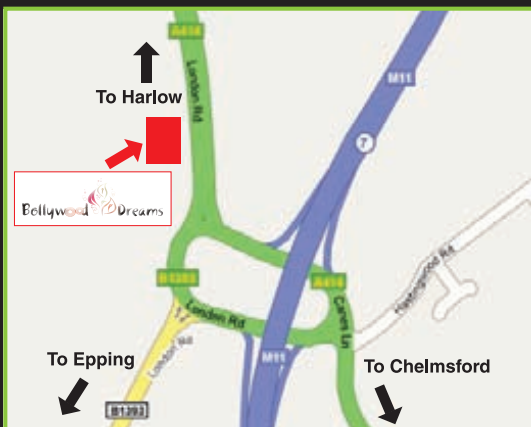 A414
To Harlow
London Rd
M11
7
Bollywood Dreams
B1393
A414
London Rd
Canes Ln
Hastingwood Rd
London Rd
M11
To Epping
To Chelmsford
B1393